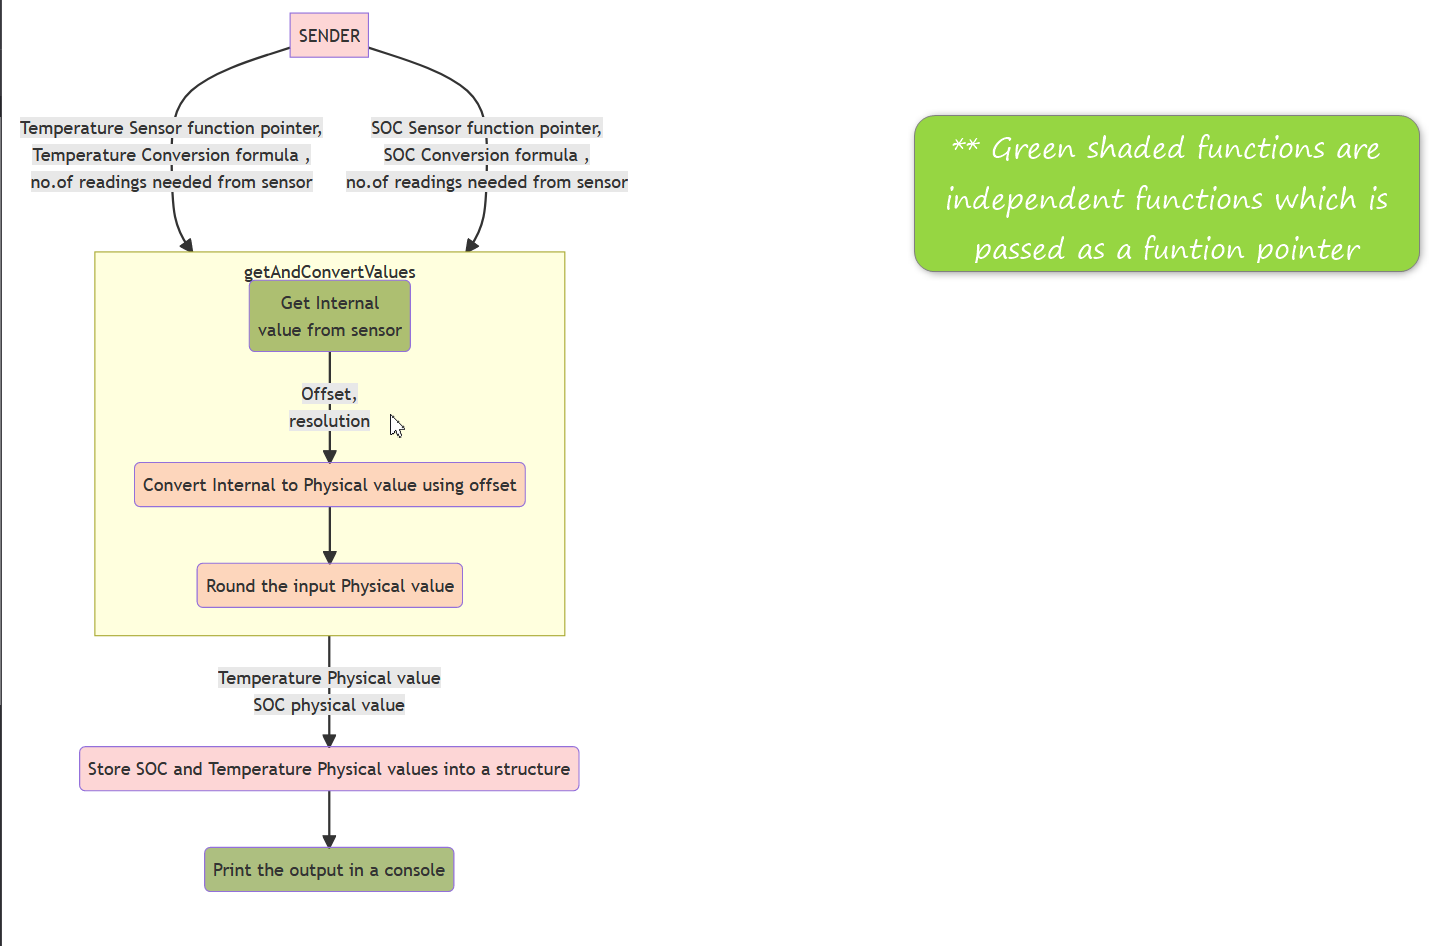 SENDER
Temperature Sensor function pointer,
Temperature Conversion formula ,
no.of readings needed from sensor
SOC Sensor function pointer,
SOC Conversion formula ,
no.of readings needed from sensor
** Green shaded functions are
independent functions which is
passed as a funtion pointer
getAndConvertValues
Get Internal
value from sensor
Offset,
resolution
Convert Internal to Physical value using offset
Round the input Physical value
Temperature Physical value
SOC physical value
Store SOC and Temperature Physical values into a structure
Print the output in a console